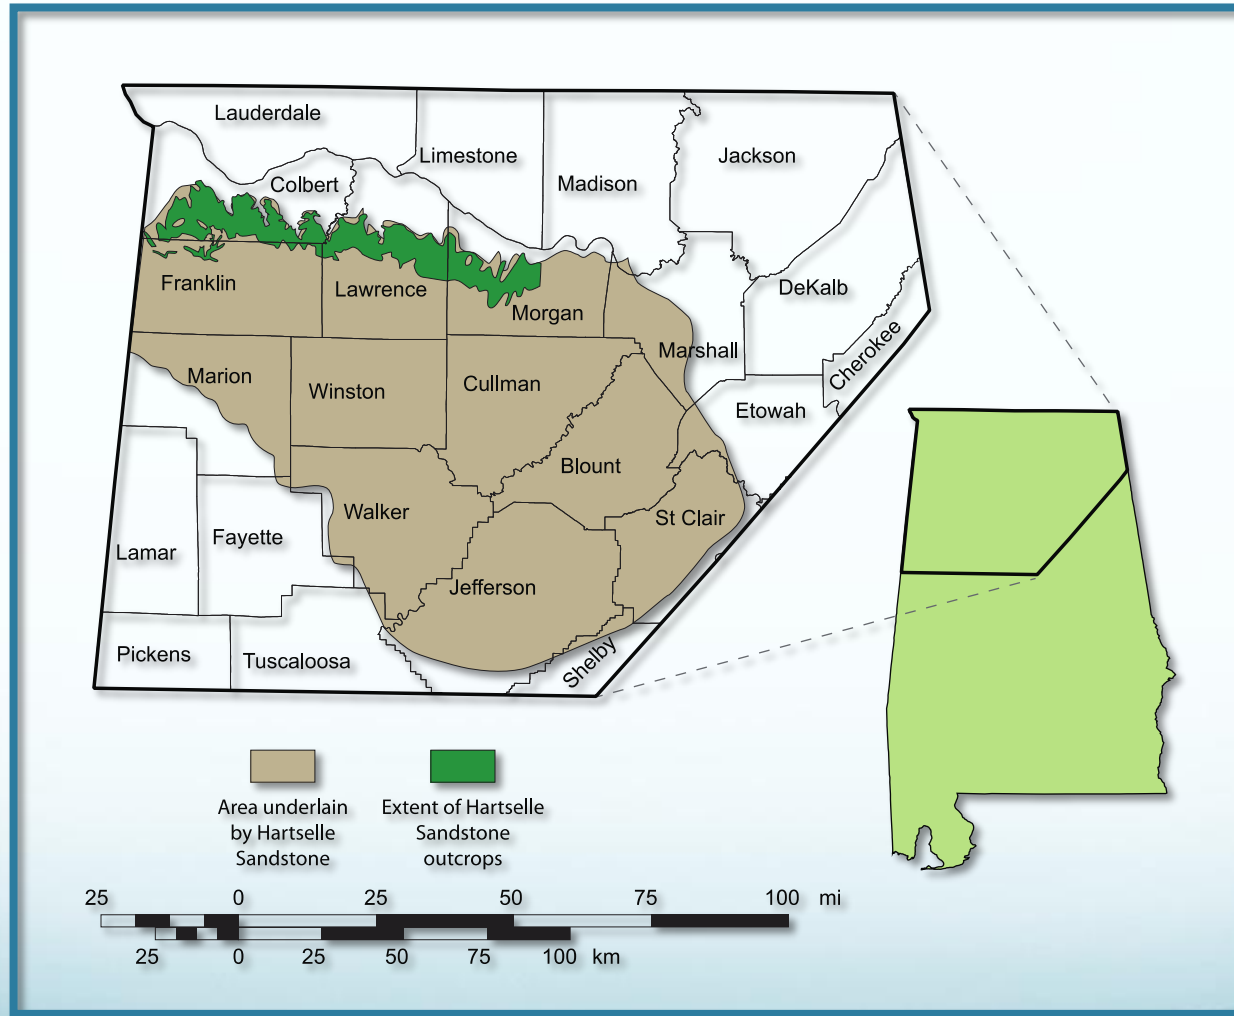 Lauderdale
Limestone
Madison
Jackson
Colbert
Franklin
Lawrence
Morgan
DeKalb
Marshall
Cherokee
Marion
Winston
Cullman
Etowah
Blount
Walker
St Clair
Fayette
Lamar
Jefferson
Pickens
Tuscaloosa
Shelby
Area underlain
by Hartselle
Sandstone
Extent of Hartselle
Sandstone
outcrops
25 0 25 50 75 100 mi
25 0 25 50 75 100 km